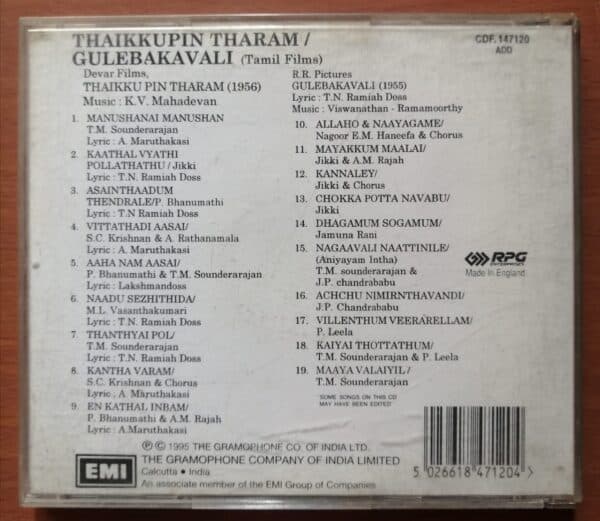 THAIKKUPIN THARAM /
GULEBAKAVALI (Tamil Films)
CDF. 147120
ADD
Devar Films,
THAIKKU PIN THARAM (1956)
Music : K.V. Mahadevan
1. MANUSHANAI MANUSHAN
T.M. Sounderarajan
Lyric : A. Maruthakasi
2. KAATHAL VYATHI
POLLATHATHU / Jikki
Lyric : T.N. Ramiah Doss
3. ASAINTHAADUM
THENDRALE/P. Bhanumathi
Lyric : T.N Ramiah Doss
4. VITTATHADI AASAI/
S.C. Krishnan & A. Rathanamala
Lyric : A. Maruthakasi
5. AAHA NAM AASAI/
P. Bhanumathi & T.M. Sounderarajan
Lyric : Lakshmandoss
6. NAADU SEZHITHIDA/
M.L. Vasanthakumari
Lyric : T.N. Ramiah Doss
7. THANTHYAI POL/
T.M. Sounderarajan
Lyric : T.N. Ramiah Doss
8. KANTHA VARAM/
S.C. Krishnan & Chorus
Lyric : A. Maruthakasi
9. EN KATHAL INBAM/
P. Bhanumathi & A.M. Rajah
Lyric : A.Maruthakasi
R.R. Pictures
GULEBAKAVALI (1955)
Lyric : T.N. Ramiah Doss
Music : Viswanathan - Ramamoorthy
10. ALLAHO & NAAYAGAME/
Nagoor E.M. Haneefa & Chorus
11. MAYAKKUM MAALAI/
Jikki & A.M. Rajah
12. KANNALEY/
Jikki & Chorus
13. CHOKKA POTTA NAVABU/
Jikki
14. DHAGAMUM SOGAMUM/
Jamuna Rani
15. NAGAAVALI NAATTINILE/
(Aniyayam Intha)
T.M. sounderarajan &
J.P. chandrababu
16. ACHCHU NIMIRNTHAVANDI/
J.P. Chandrababu
17. VILLENTHUM VEERARELLAM/
P. Leela
18. KAIYAI THOTTATHUM/
T.M. Sounderarajan & P. Leela
19. MAAYA VALAIYIL/
T.M. Sounderarajan
'SOME SONGS ON THIS CD
MAY HAVE BEEN EDITED'
RPG
ENTERPRISES
Made In England
Ⓟ © 1995 THE GRAMOPHONE CO. OF INDIA LTD.
THE GRAMOPHONE COMPANY OF INDIA LIMITED
Calcutta • India
An associate member of the EMI Group of Companies
EMI
5 026618 471204 >